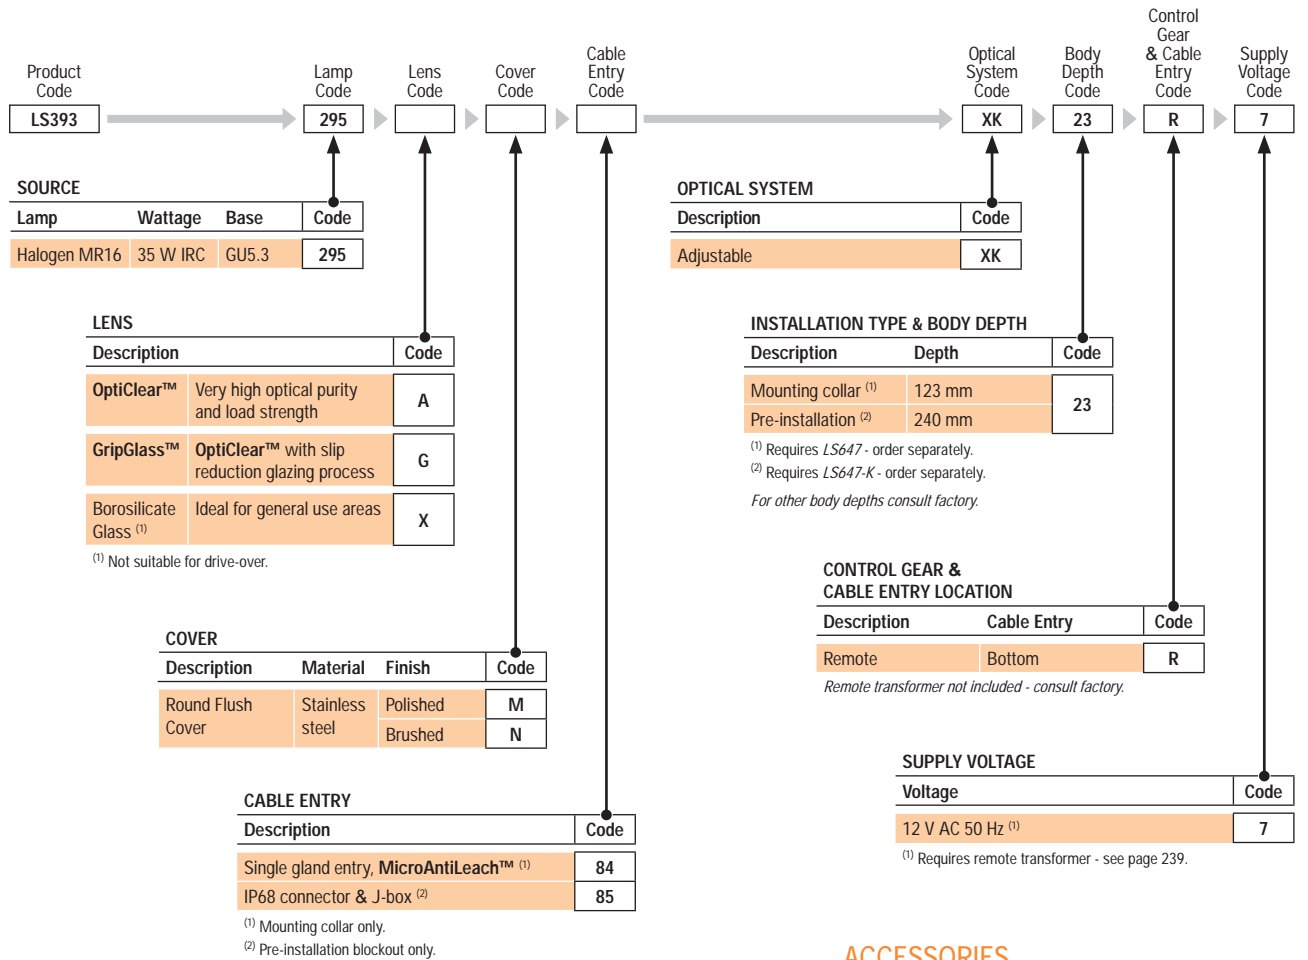 Product
Code
LS393
Lamp
Code
295
Lens
Code
Cover
Code
Cable
Entry
Code
Optical
System
Code
XK
Body
Depth
Code
23
Control
Gear
& Cable
Entry
Code
R
Supply
Voltage
Code
7
SOURCE
Lamp Wattage Base Code
Halogen MR16 35 W IRC GU5.3 295
LENS
Description Code
OptiClear™ Very high optical purity
and load strength A
GripGlass™ OptiClear™ with slip
reduction glazing process G
Borosilicate Ideal for general use areas X
Glass (1)
(1) Not suitable for drive-over.
COVER
Description Material Finish Code
Round Flush Stainless Polished M
Cover steel Brushed N
CABLE ENTRY
Description Code
Single gland entry, MicroAntiLeach™ (1) 84
IP68 connector & J-box (2) 85
(1) Mounting collar only.
(2) Pre-installation blockout only.
OPTICAL SYSTEM
Description Code
Adjustable XK
INSTALLATION TYPE & BODY DEPTH
Description Depth Code
Mounting collar (1) 123 mm 23
Pre-installation (2) 240 mm
(1) Requires LS647 - order separately.
(2) Requires LS647-K - order separately.
For other body depths consult factory.
CONTROL GEAR &
CABLE ENTRY LOCATION
Description Cable Entry Code
Remote Bottom R
Remote transformer not included - consult factory.
SUPPLY VOLTAGE
Voltage Code
12 V AC 50 Hz (1) 7
(1) Requires remote transformer - see page 239.
ACCESSORIES